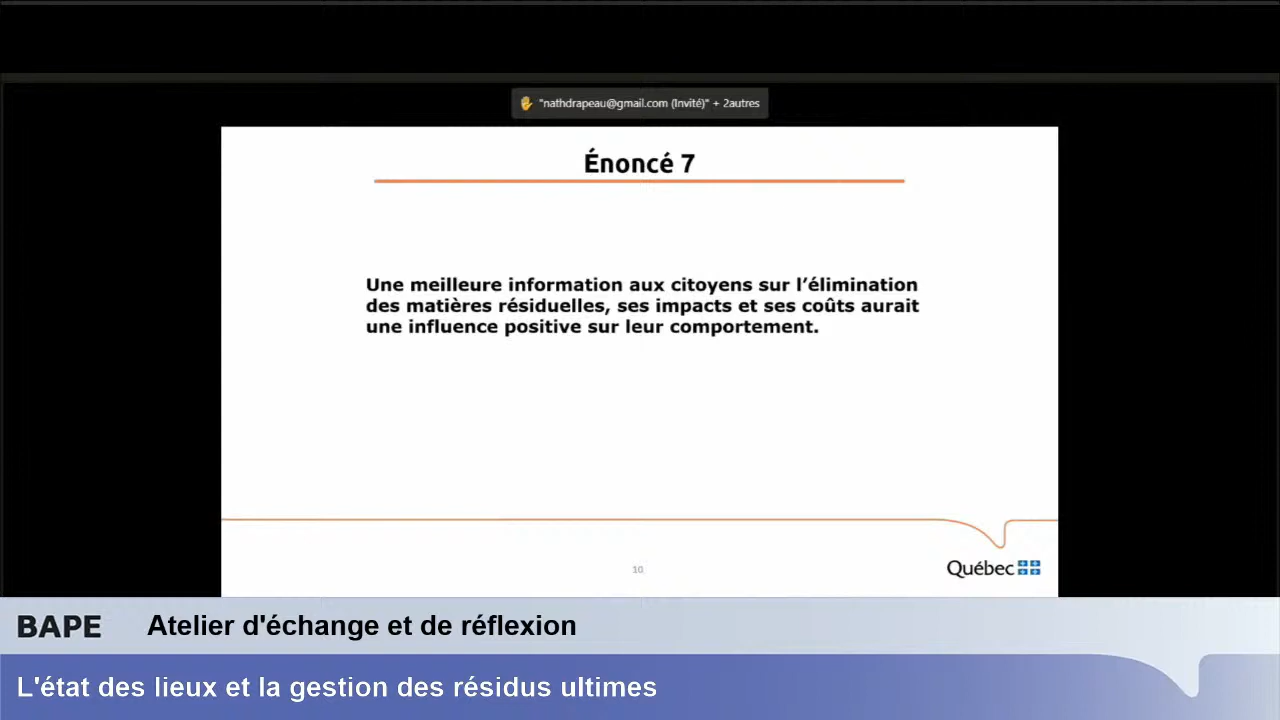 "nathdrapeau@gmail.com (Invité)" + 2autres
Énoncé 7
Une meilleure information aux citoyens sur l’élimination
des matières résiduelles, ses impacts et ses coûts aurait
une influence positive sur leur comportement.
10
Québec
BAPE Atelier d'échange et de réflexion
L'état des lieux et la gestion des résidus ultimes